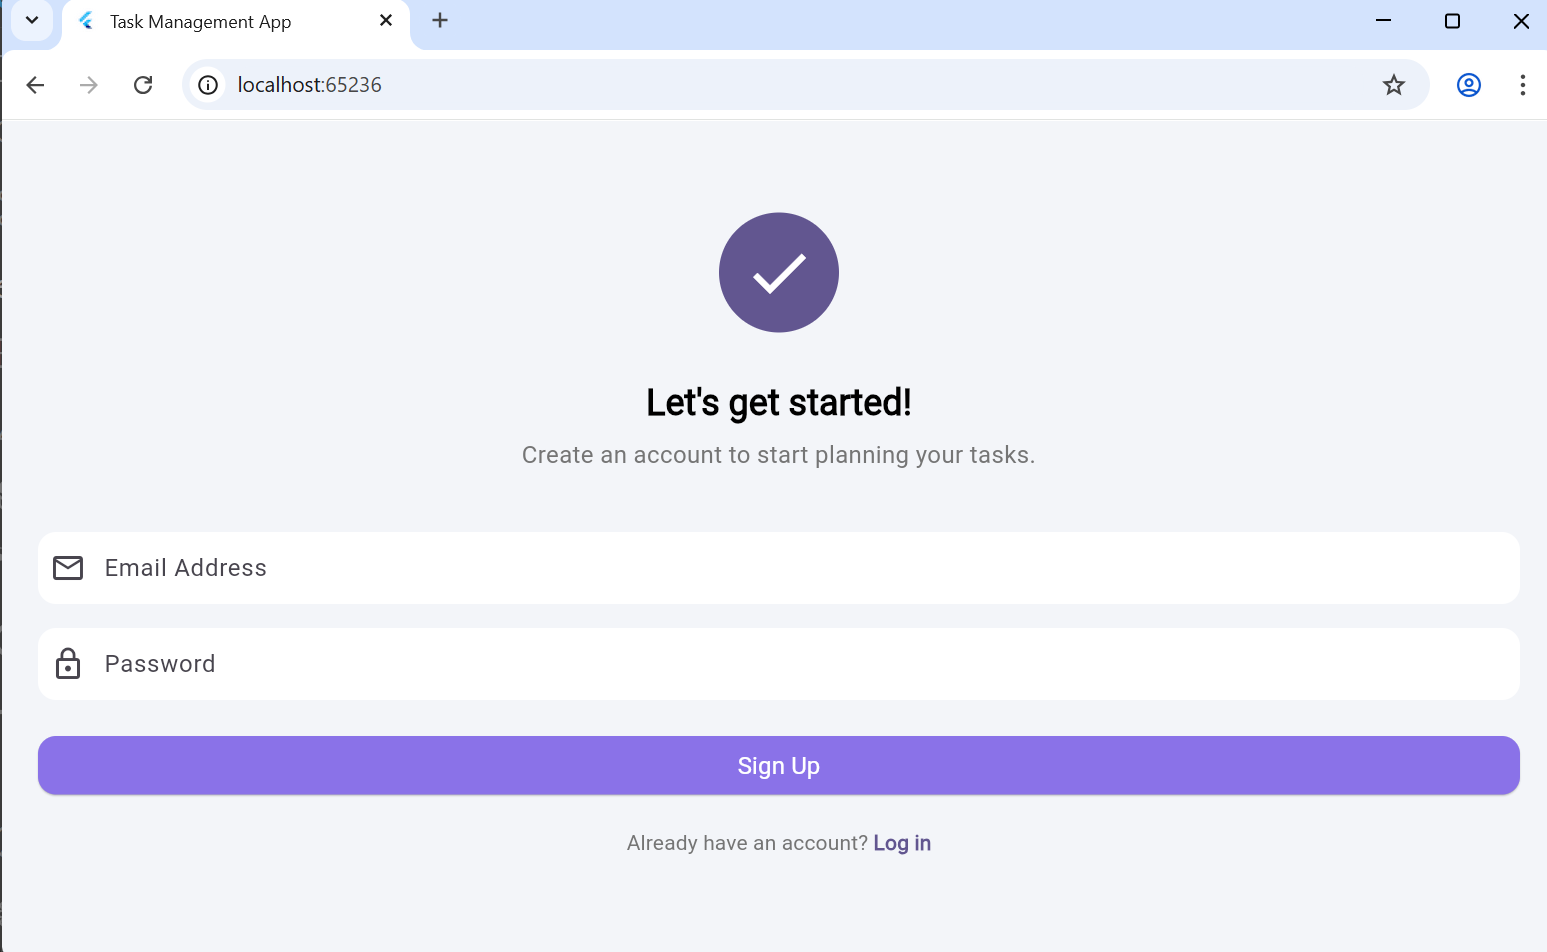 Task Management App
localhost:65236
Let's get started!
Create an account to start planning your tasks.
Email Address
Password
Sign Up
Already have an account? Log in